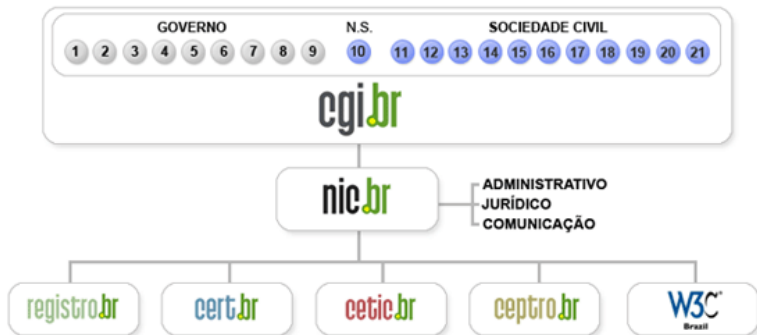 GOVERNO N.S. SOCIEDADE CIVIL
1 2 3 4 5 6 7 8 9 10 11 12 13 14 15 16 17 18 19 20 21
cgi.br
nic.br
ADMINISTRATIVO
JURÍDICO
COMUNICAÇÃO
registro.br cert.br cetic.br ceptro.br W3C®
Brazil